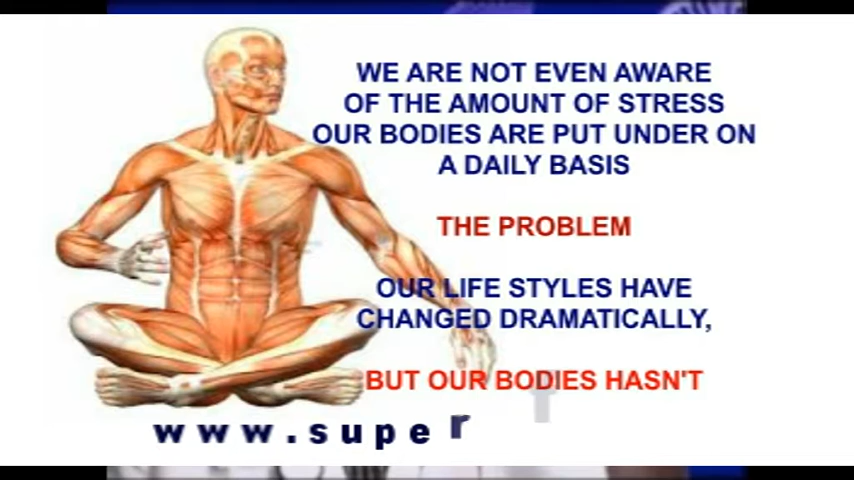 WE ARE NOT EVEN AWARE
OF THE AMOUNT OF STRESS
OUR BODIES ARE PUT UNDER ON
A DAILY BASIS
THE PROBLEM
OUR LIFE STYLES HAVE
CHANGED DRAMATICALLY,
BUT OUR BODIES HASN'T
www.super